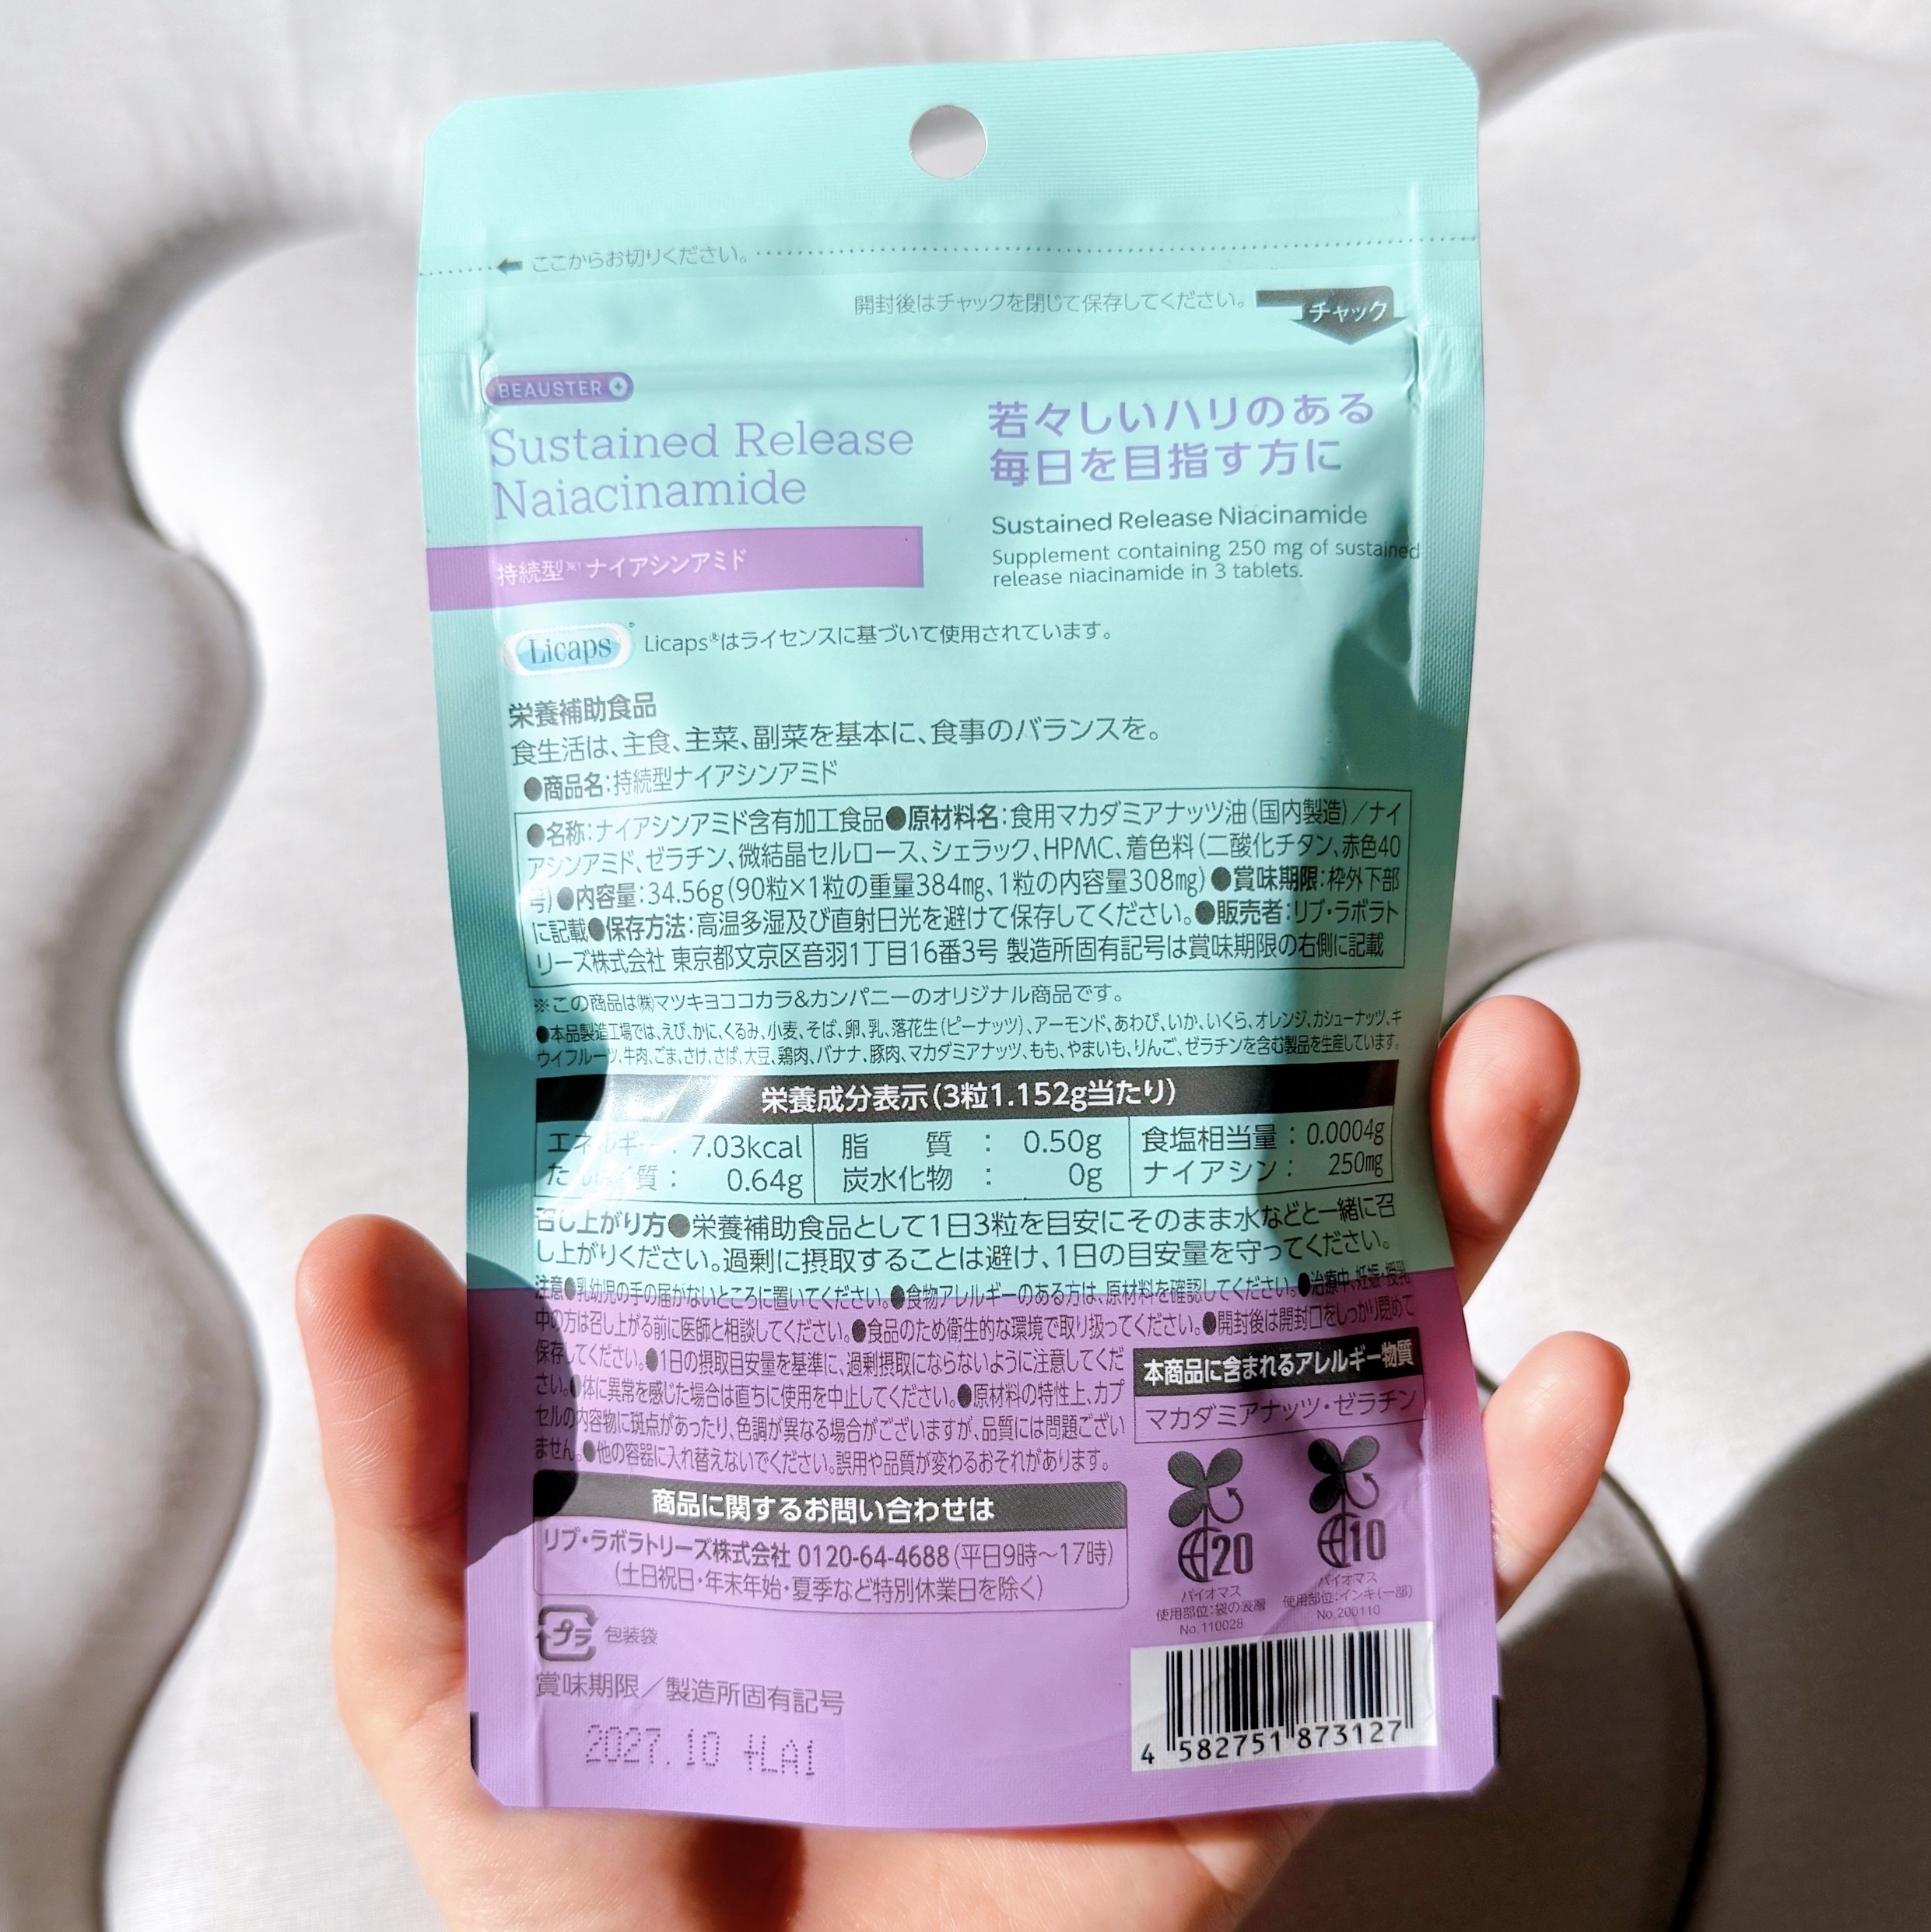 ここからお切りください。
開封後はチャックを閉じて保存してください。
チャック
BEAUSTER
Sustained Release
Naiacinamide
持続型※1ナイアシンアミド
若々しいハリのある
毎日を目指す方に
Sustained Release Niacinamide
Supplement containing 250 mg of sustained
release niacinamide in 3 tablets.
Licaps®
Licaps®はライセンスに基づいて使用されています。
栄養補助食品
食生活は、主食、主菜、副菜を基本に、食事のバランスを。
●商品名:持続型ナイアシンアミド
●名称:ナイアシンアミド含有加工食品●原材料名:食用マカダミアナッツ油(国内製造)/ナイ
アシンアミド、ゼラチン、微結晶セルロース、シェラック、HPMC、着色料(二酸化チタン、赤色40
号)●内容量:34.56g(90粒×1粒の重量384mg、1粒の内容量308mg)●賞味期限:枠外下部
に記載●保存方法:高温多湿及び直射日光を避けて保存してください。●販売者:リブ・ラボラト
リーズ株式会社 東京都文京区音羽1丁目16番3号 製造所固有記号は賞味期限の右側に記載
※この商品は㈱マツキヨココカラ&カンパニーのオリジナル商品です。
●本品製造工場では、えび、かに、くるみ、小麦、そば、卵、乳、落花生(ピーナッツ)、アーモンド、あわび、いか、いくら、オレンジ、カシューナッツ、キ
ウイフルーツ、牛肉、ごま、さけ、さば、大豆、鶏肉、バナナ、豚肉、マカダミアナッツ、もも、やまいも、りんご、ゼラチンを含む製品を生産しています。
栄養成分表示(3粒1.152g当たり)
エネルギー:7.03kcal 脂質:0.50g 食塩相当量:0.0004g
たんぱく質:0.64g 炭水化物:0g ナイアシン:250mg
召し上がり方●栄養補助食品として1日3粒を目安にそのまま水などと一緒に召
し上がりください。過剰に摂取することは避け、1日の目安量を守ってください。
注意●乳幼児の手の届かないところに置いてください。●食物アレルギーのある方は、原材料を確認してください。●治療中、妊娠・授乳
中の方は召し上がる前に医師と相談してください。●食品のため衛生的な環境で取り扱ってください。●開封後は開封口をしっかり閉めて
保存してください。●1日の摂取目安量を基準に、過剰摂取にならないように注意してくだ
さい。●体に異常を感じた場合は直ちに使用を中止してください。●原材料の特性上、カプ
セルの内容物に斑点があったり、色調が異なる場合がございますが、品質には問題ござい
ません。●他の容器に入れ替えないでください。誤用や品質が変わるおそれがあります。
本商品に含まれるアレルギー物質
マカダミアナッツ・ゼラチン
商品に関するお問い合わせは
リブ・ラボラトリーズ株式会社 0120-64-4688(平日9時〜17時)
(土日祝日・年末年始・夏季など特別休業日を除く)
20
バイオマス
使用部位:袋の表層
No.110028
10
バイオマス
使用部位:インキ(一部)
No.200110
プラ 包装袋
賞味期限/製造所固有記号
2027.10 +LA1
4 582751 873127